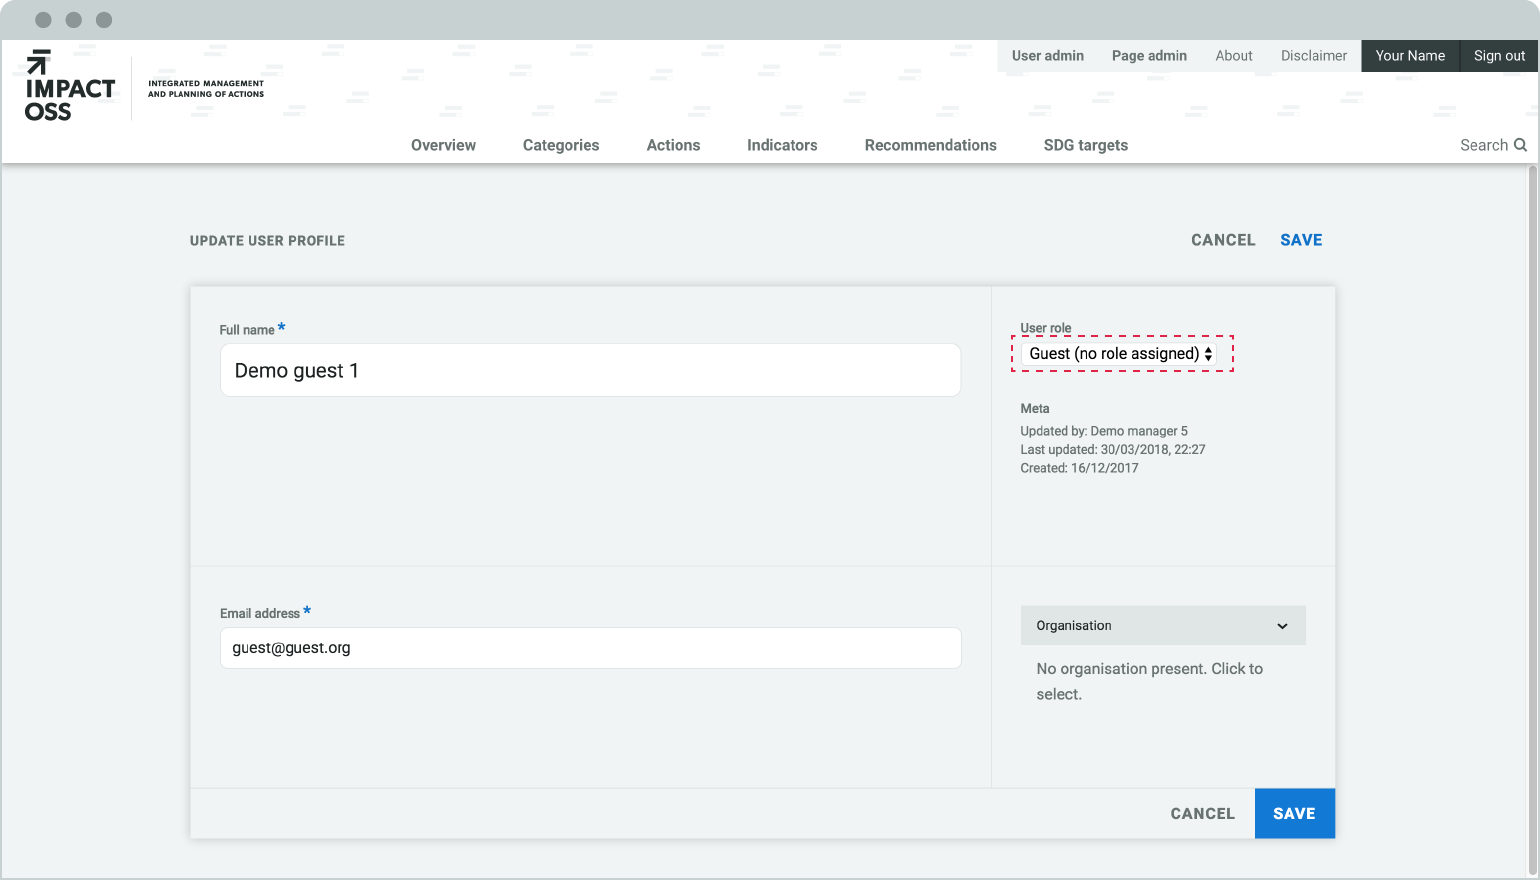 User admin Page admin About Disclaimer Your Name Sign out
IMPACT
OSS
INTEGRATED MANAGEMENT
AND PLANNING OF ACTIONS
Overview Categories Actions Indicators Recommendations SDG targets Search
UPDATE USER PROFILE CANCEL SAVE
Full name *
Demo guest 1
User role
Guest (no role assigned)
Meta
Updated by: Demo manager 5
Last updated: 30/03/2018, 22:27
Created: 16/12/2017
Email address *
guest@guest.org
Organisation
No organisation present. Click to
select.
CANCEL SAVE